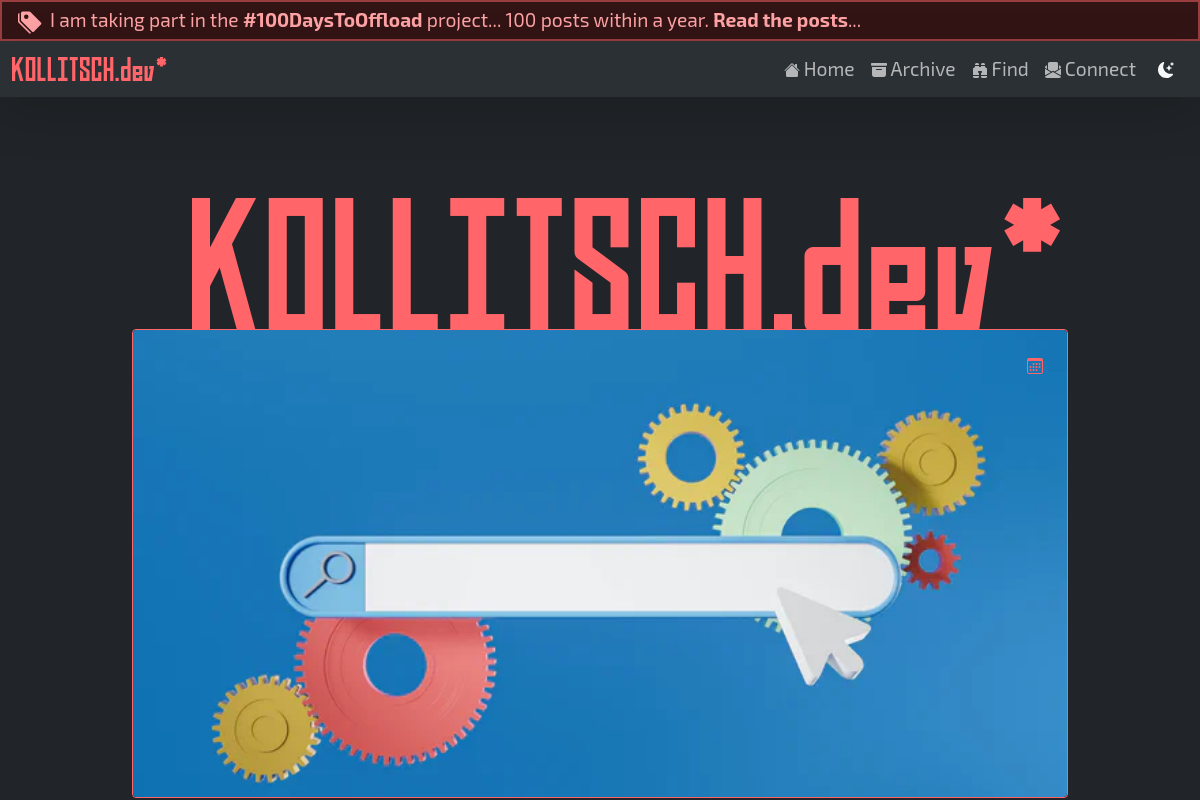 I am taking part in the #100DaysToOffload project... 100 posts within a year. Read the posts...
KOLLITSCH.dev*
Home Archive Find Connect
KOLLITSCH.dev*